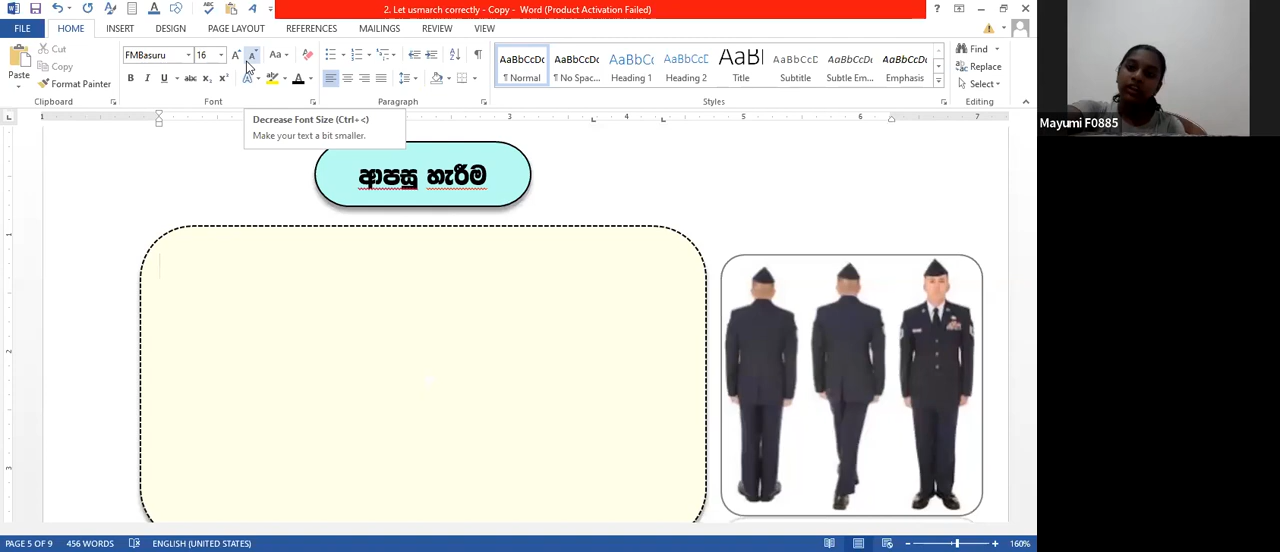 2. Let usmarch correctly - Copy - Word (Product Activation Failed)
FILE HOME INSERT DESIGN PAGE LAYOUT REFERENCES MAILINGS REVIEW VIEW
Paste
Cut
Copy
Format Painter
Clipboard
FMBasuru 16
Font
Paragraph
AaBbCcDc AaBbCcDc AaBbCc AaBbCcD AaBI AaBbCcD AaBbCcDc AaBbCcDc
¶ Normal ¶ No Spac... Heading 1 Heading 2 Title Subtitle Subtle Em... Emphasis
Styles
Find
Replace
Select
Editing
Decrease Font Size (Ctrl+<)
Make your text a bit smaller.
Mayumi F0885
ආපසු හැරීම
PAGE 5 OF 9 456 WORDS ENGLISH (UNITED STATES) 160%